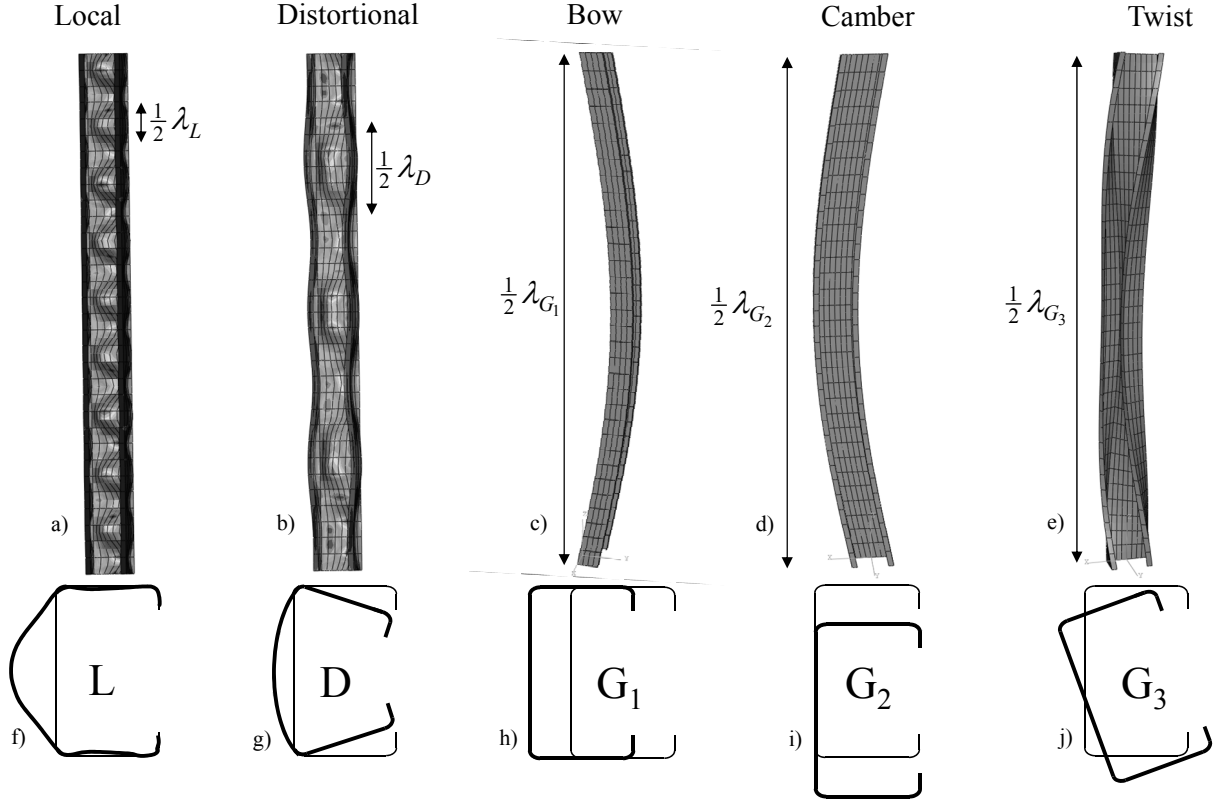 Local
Distortional
Bow
Camber
Twist
½ λL
½ λD
½ λG1
½ λG2
½ λG3
a)
b)
c)
d)
e)
L
D
G1
G2
G3
f)
g)
h)
i)
j)